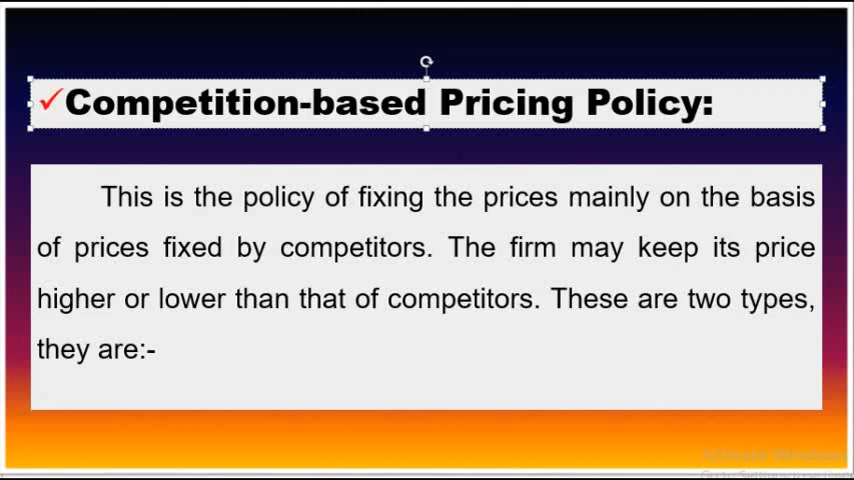 ✓Competition-based Pricing Policy:
This is the policy of fixing the prices mainly on the basis
of prices fixed by competitors. The firm may keep its price
higher or lower than that of competitors. These are two types,
they are:-
Activate Windows